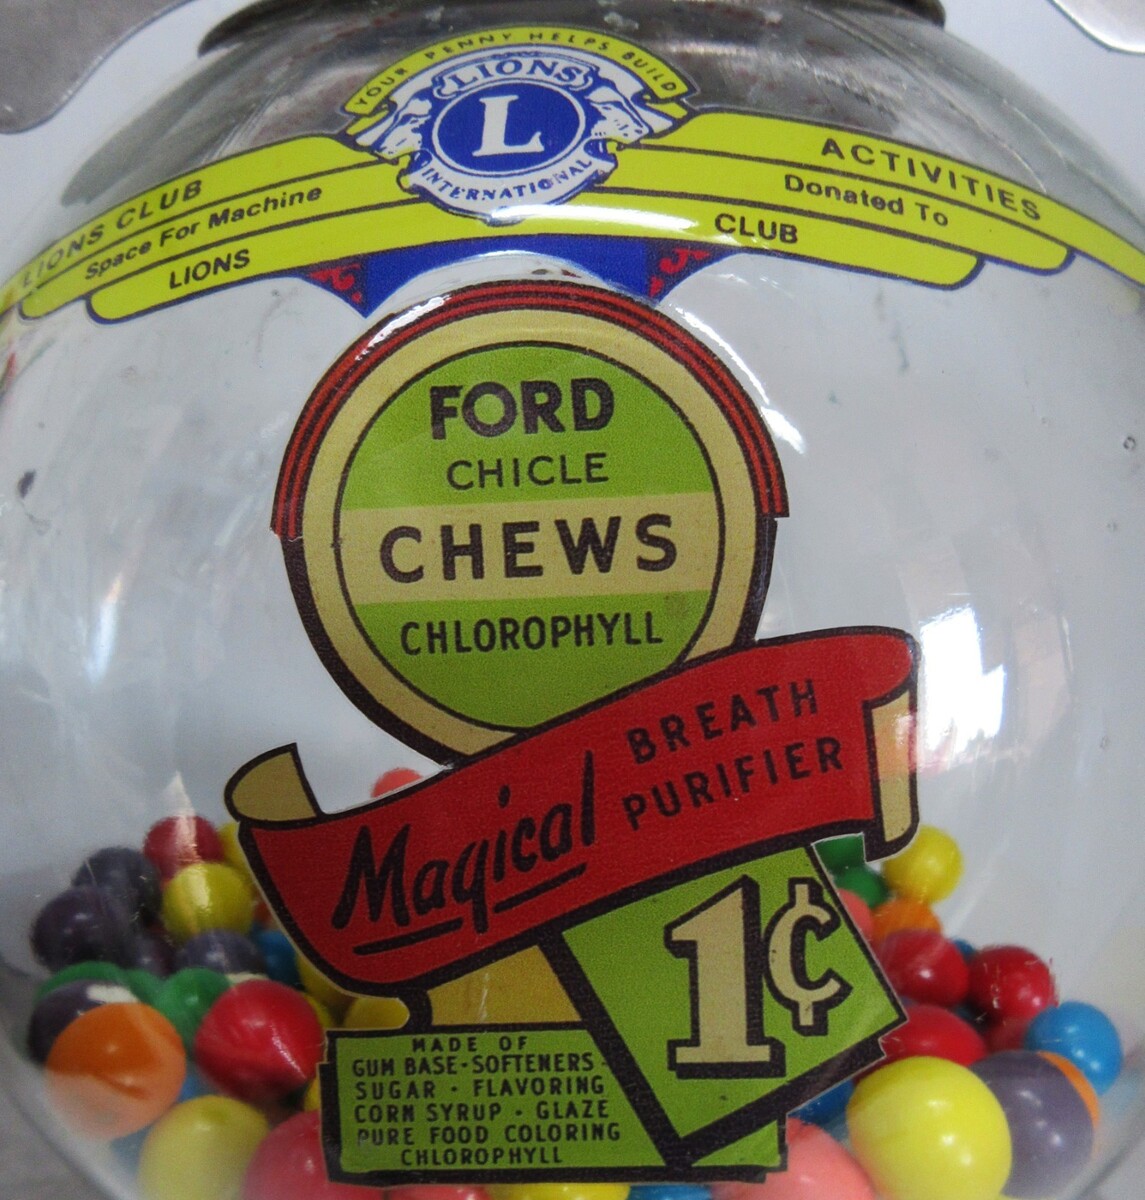 YOUR PENNY HELPS BUILD
LIONS
L
INTERNATIONAL
LIONS CLUB ACTIVITIES
Space For Machine Donated To
LIONS CLUB
FORD
CHICLE
CHEWS
CHLOROPHYLL
Magical BREATH
PURIFIER
1¢
MADE OF
GUM BASE·SOFTENERS·
SUGAR · FLAVORING
CORN SYRUP · GLAZE
PURE FOOD COLORING
CHLOROPHYLL